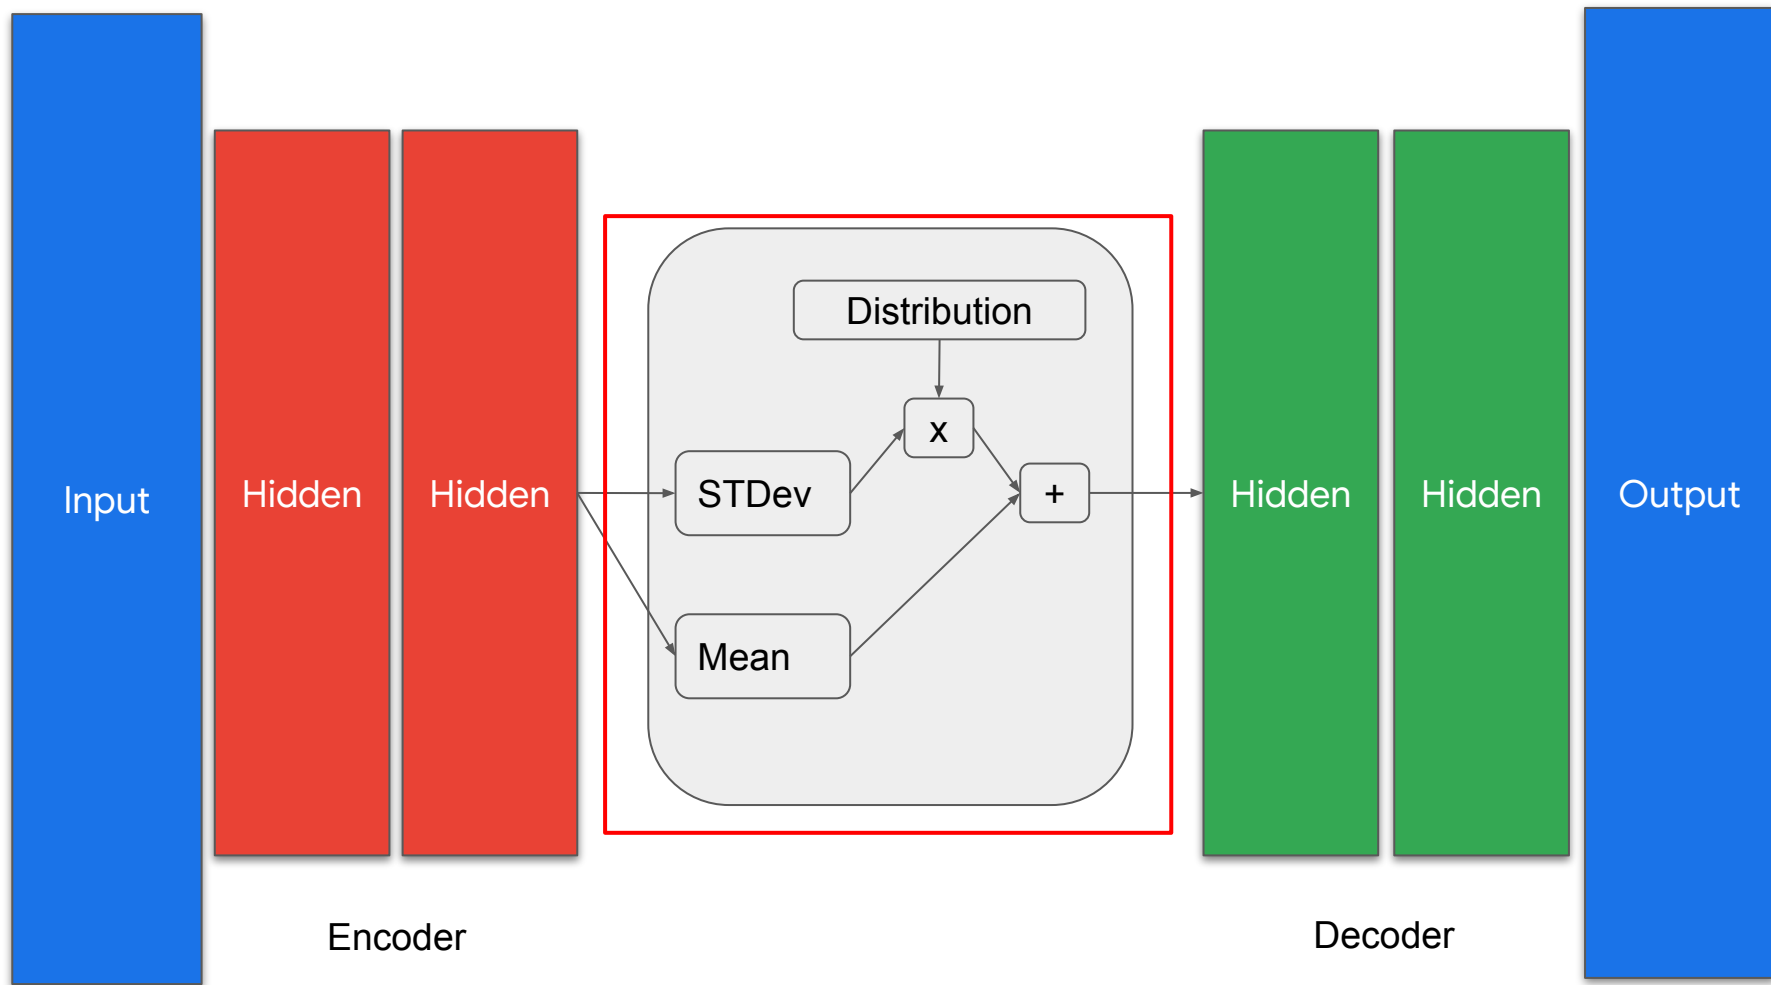 Input
Hidden
Hidden
Distribution
x
STDev
+
Mean
Hidden
Hidden
Output
Encoder
Decoder